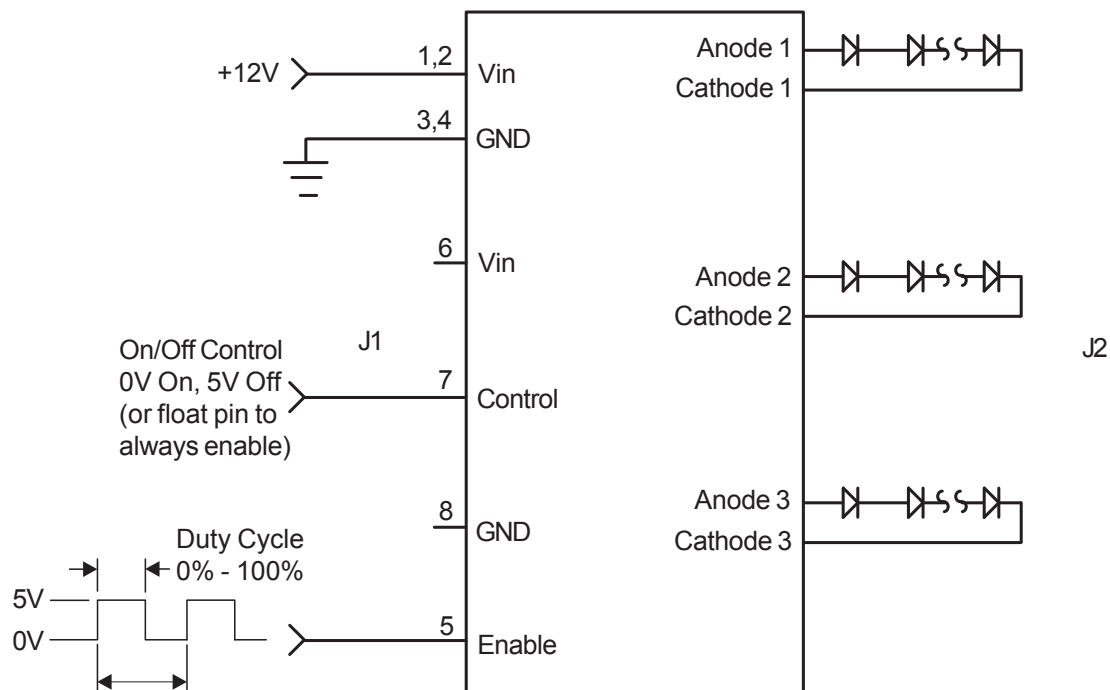 +12V
1,2
Vin
3,4
GND
6
Vin
J1
On/Off Control
0V On, 5V Off
(or float pin to
always enable)
7
Control
8
GND
Duty Cycle
0% - 100%
5V
0V
5
Enable
Anode 1
Cathode 1
Anode 2
Cathode 2
J2
Anode 3
Cathode 3